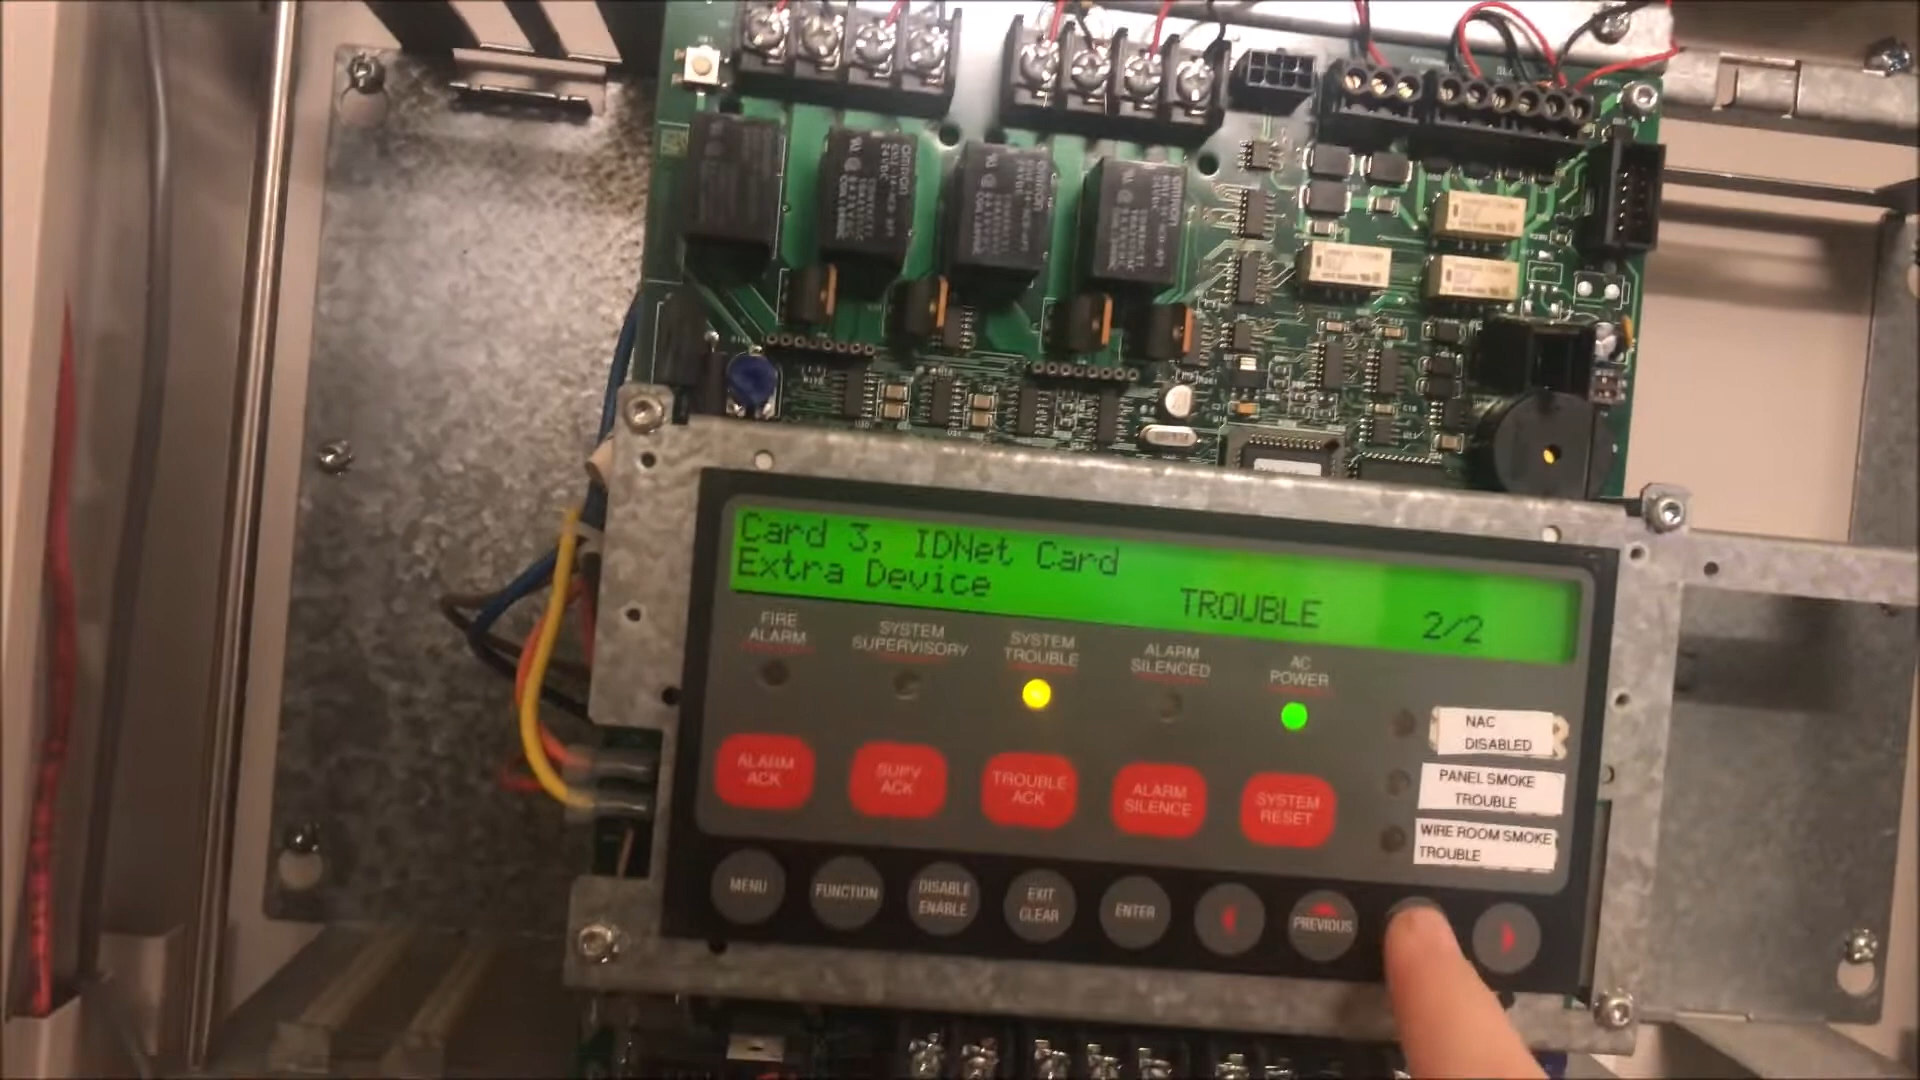 OMRON
24VDC
Card 3, IDNet Card
Extra Device
TROUBLE 2/2
FIRE
ALARM
SYSTEM
SUPERVISORY
SYSTEM
TROUBLE
ALARM
SILENCED
AC
POWER
NAC
DISABLED
PANEL SMOKE
TROUBLE
WIRE ROOM SMOKE
TROUBLE
ALARM
ACK
SUPV
ACK
TROUBLE
ACK
ALARM
SILENCE
SYSTEM
RESET
MENU
FUNCTION
DISABLE
ENABLE
EXIT
CLEAR
ENTER
PREVIOUS